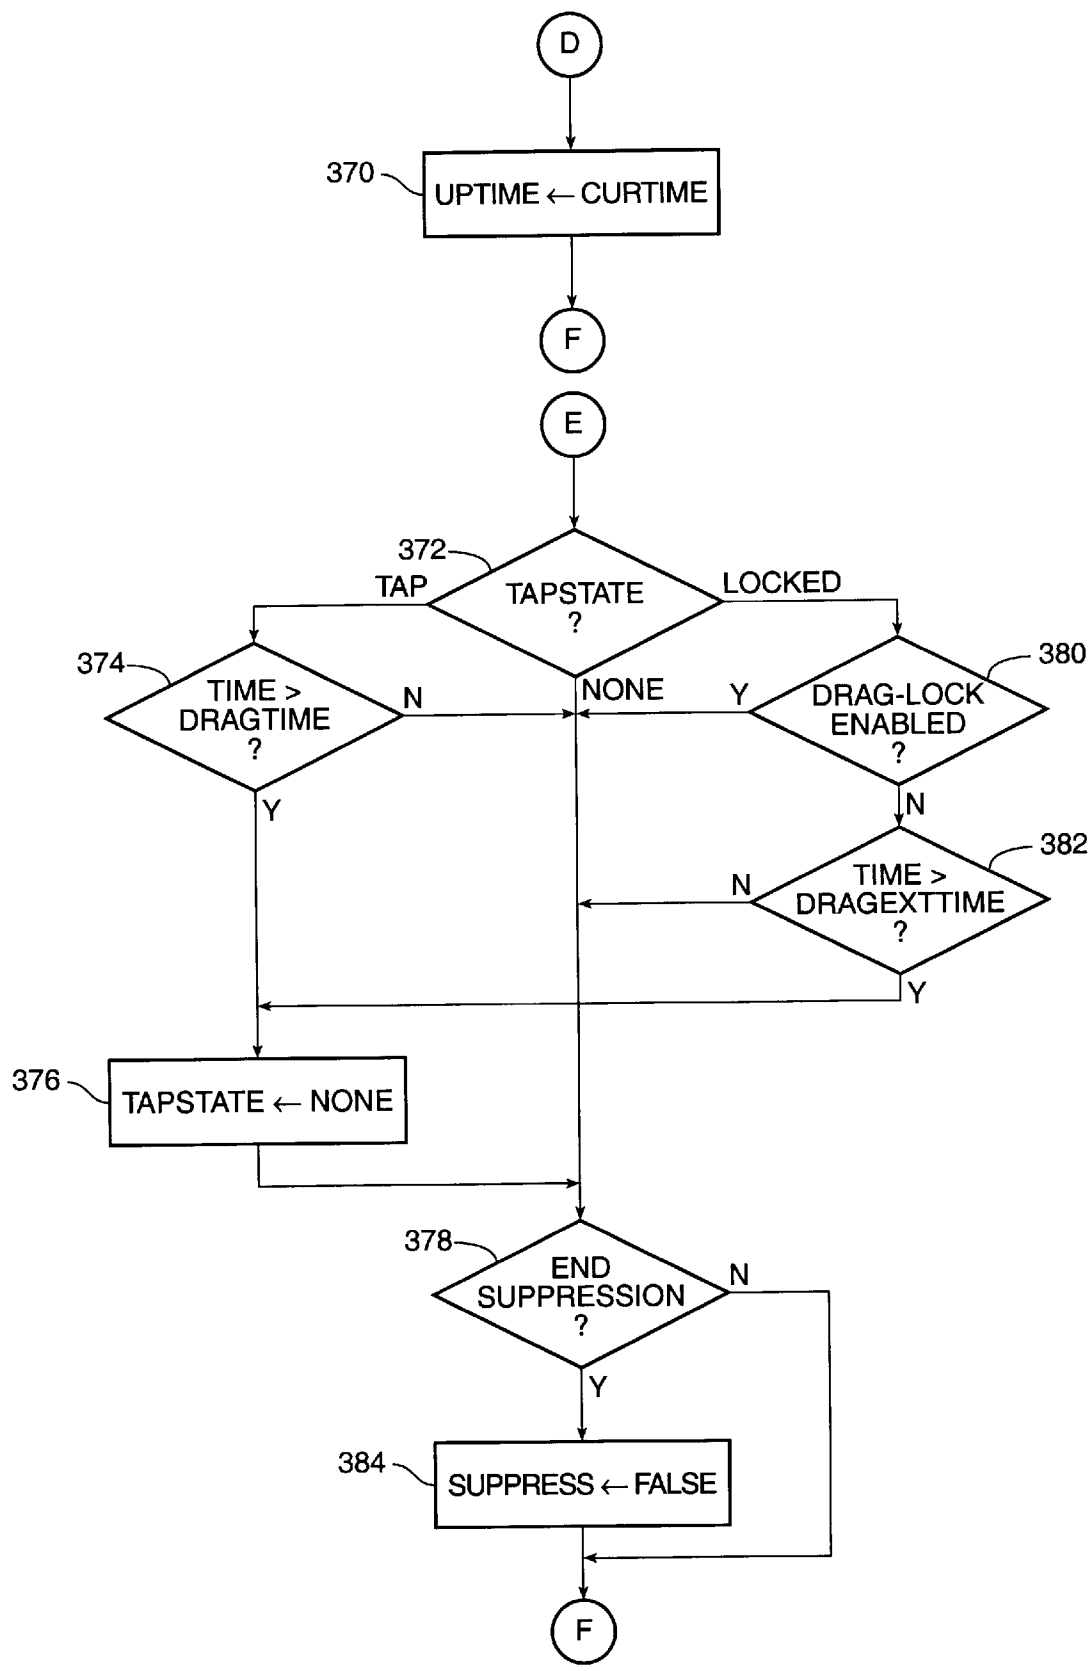 D
370
UPTIME ← CURTIME
F
E
372
TAP
TAPSTATE
?
LOCKED
NONE
374
TIME >
DRAGTIME
?
N
Y
380
DRAG-LOCK
ENABLED
?
Y
N
382
TIME >
DRAGEXTTIME
?
N
Y
376
TAPSTATE ← NONE
378
END
SUPPRESSION
?
N
Y
384
SUPPRESS ← FALSE
F